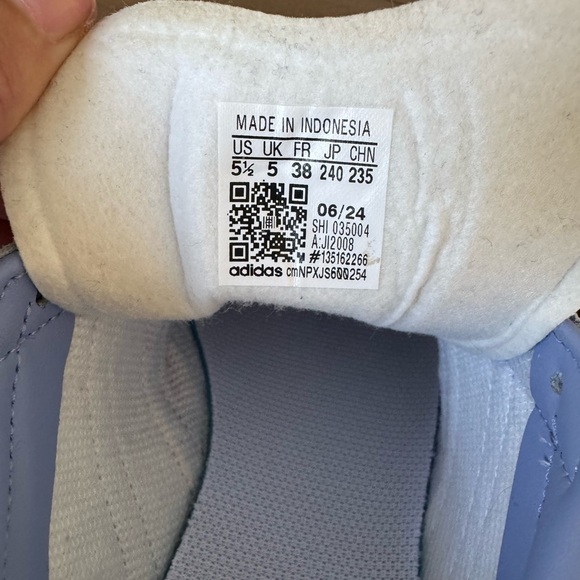 MADE IN INDONESIA
US UK FR JP CHN
5½ 5 38 240 235
06/24
SHI 035004
A:JI2008
#135162266
adidas cmNPXJS600254